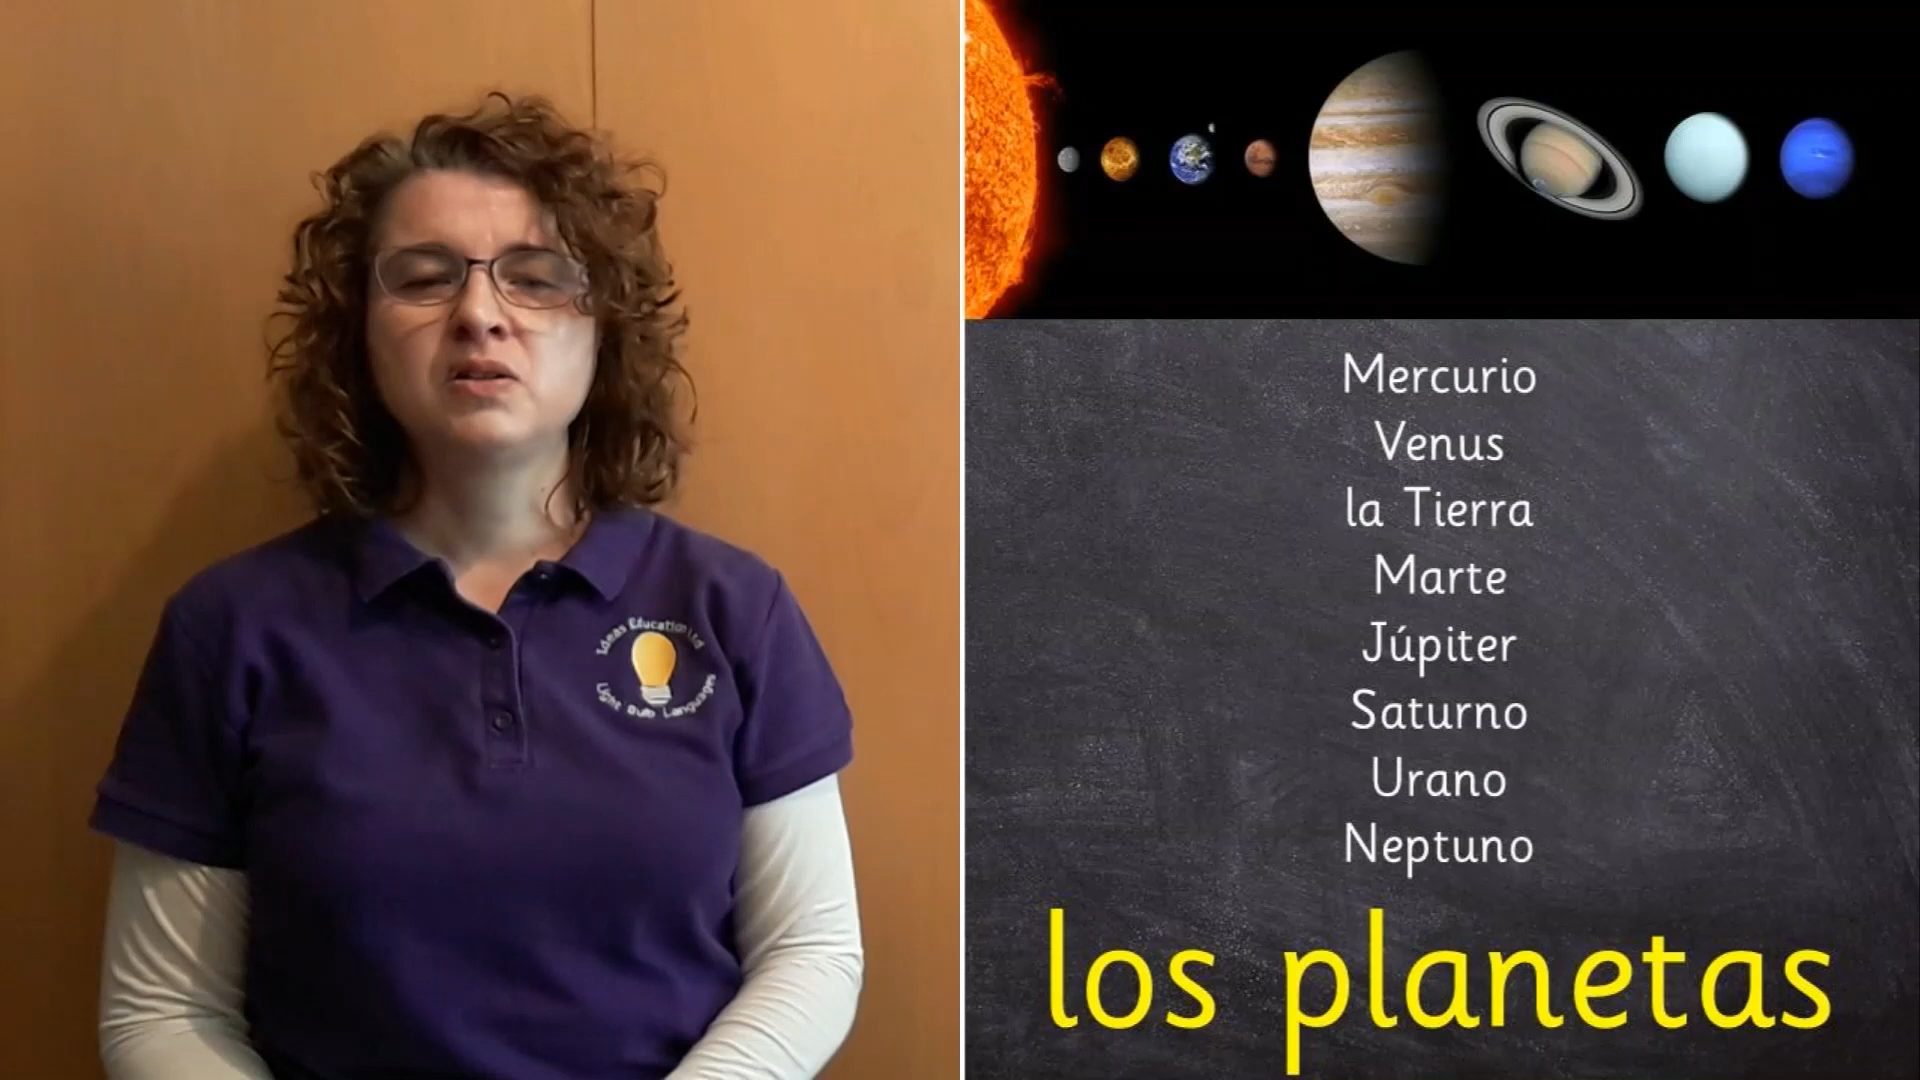 Ideas Education Ltd
Light Bulb Languages
Mercurio
Venus
la Tierra
Marte
Júpiter
Saturno
Urano
Neptuno
los planetas